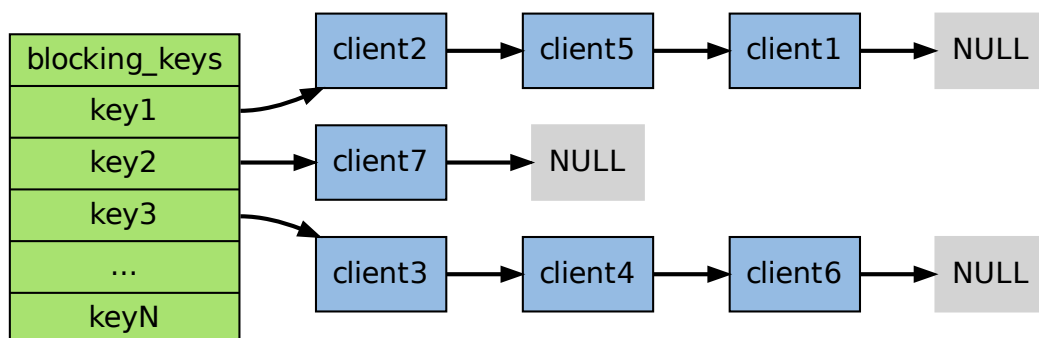 blocking_keys
key1
key2
key3
...
keyN
client2
client5
client1
NULL
client7
NULL
client3
client4
client6
NULL